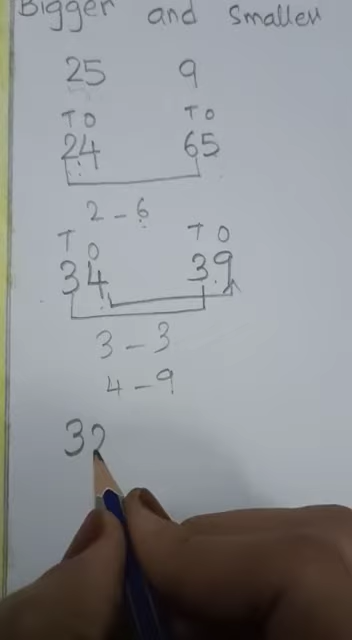 Bigger and Smaller
25 9
T O T O
24 65
2 - 6
T O T O
34 39
3 - 3
4 - 9
32